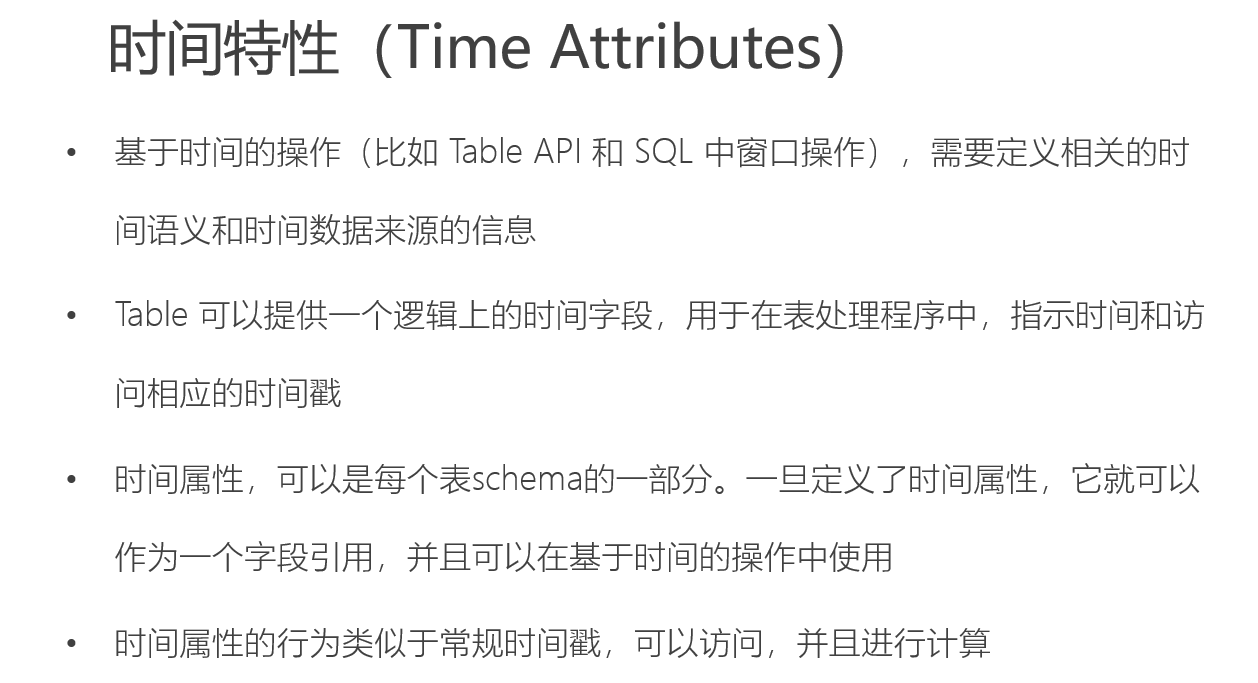 时间特性（Time Attributes）
• 基于时间的操作（比如 Table API 和 SQL 中窗口操作），需要定义相关的时
间语义和时间数据来源的信息
• Table 可以提供一个逻辑上的时间字段，用于在表处理程序中，指示时间和访
问相应的时间戳
• 时间属性，可以是每个表schema的一部分。一旦定义了时间属性，它就可以
作为一个字段引用，并且可以在基于时间的操作中使用
• 时间属性的行为类似于常规时间戳，可以访问，并且进行计算